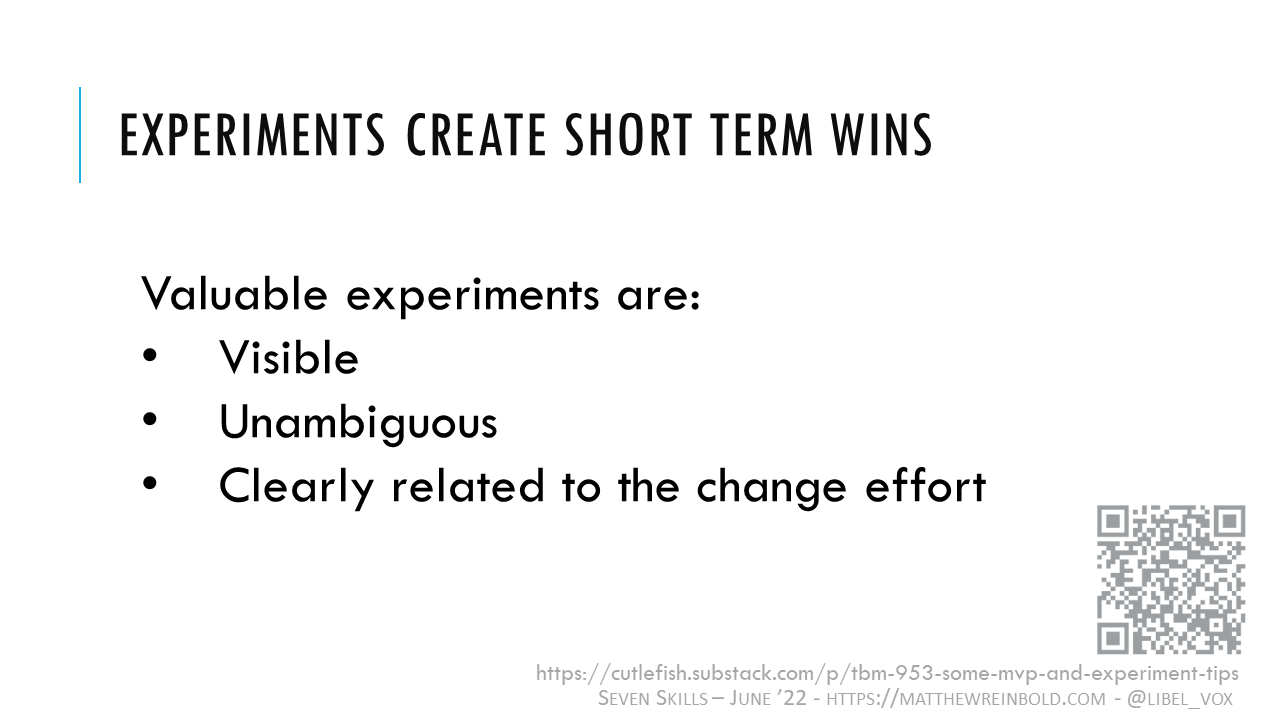 EXPERIMENTS CREATE SHORT TERM WINS
Valuable experiments are:
• Visible
• Unambiguous
• Clearly related to the change effort
https://cutlefish.substack.com/p/tbm-953-some-mvp-and-experiment-tips
SEVEN SKILLS – JUNE ’22 - HTTPS://MATTHEWREINBOLD.COM - @LIBEL_VOX